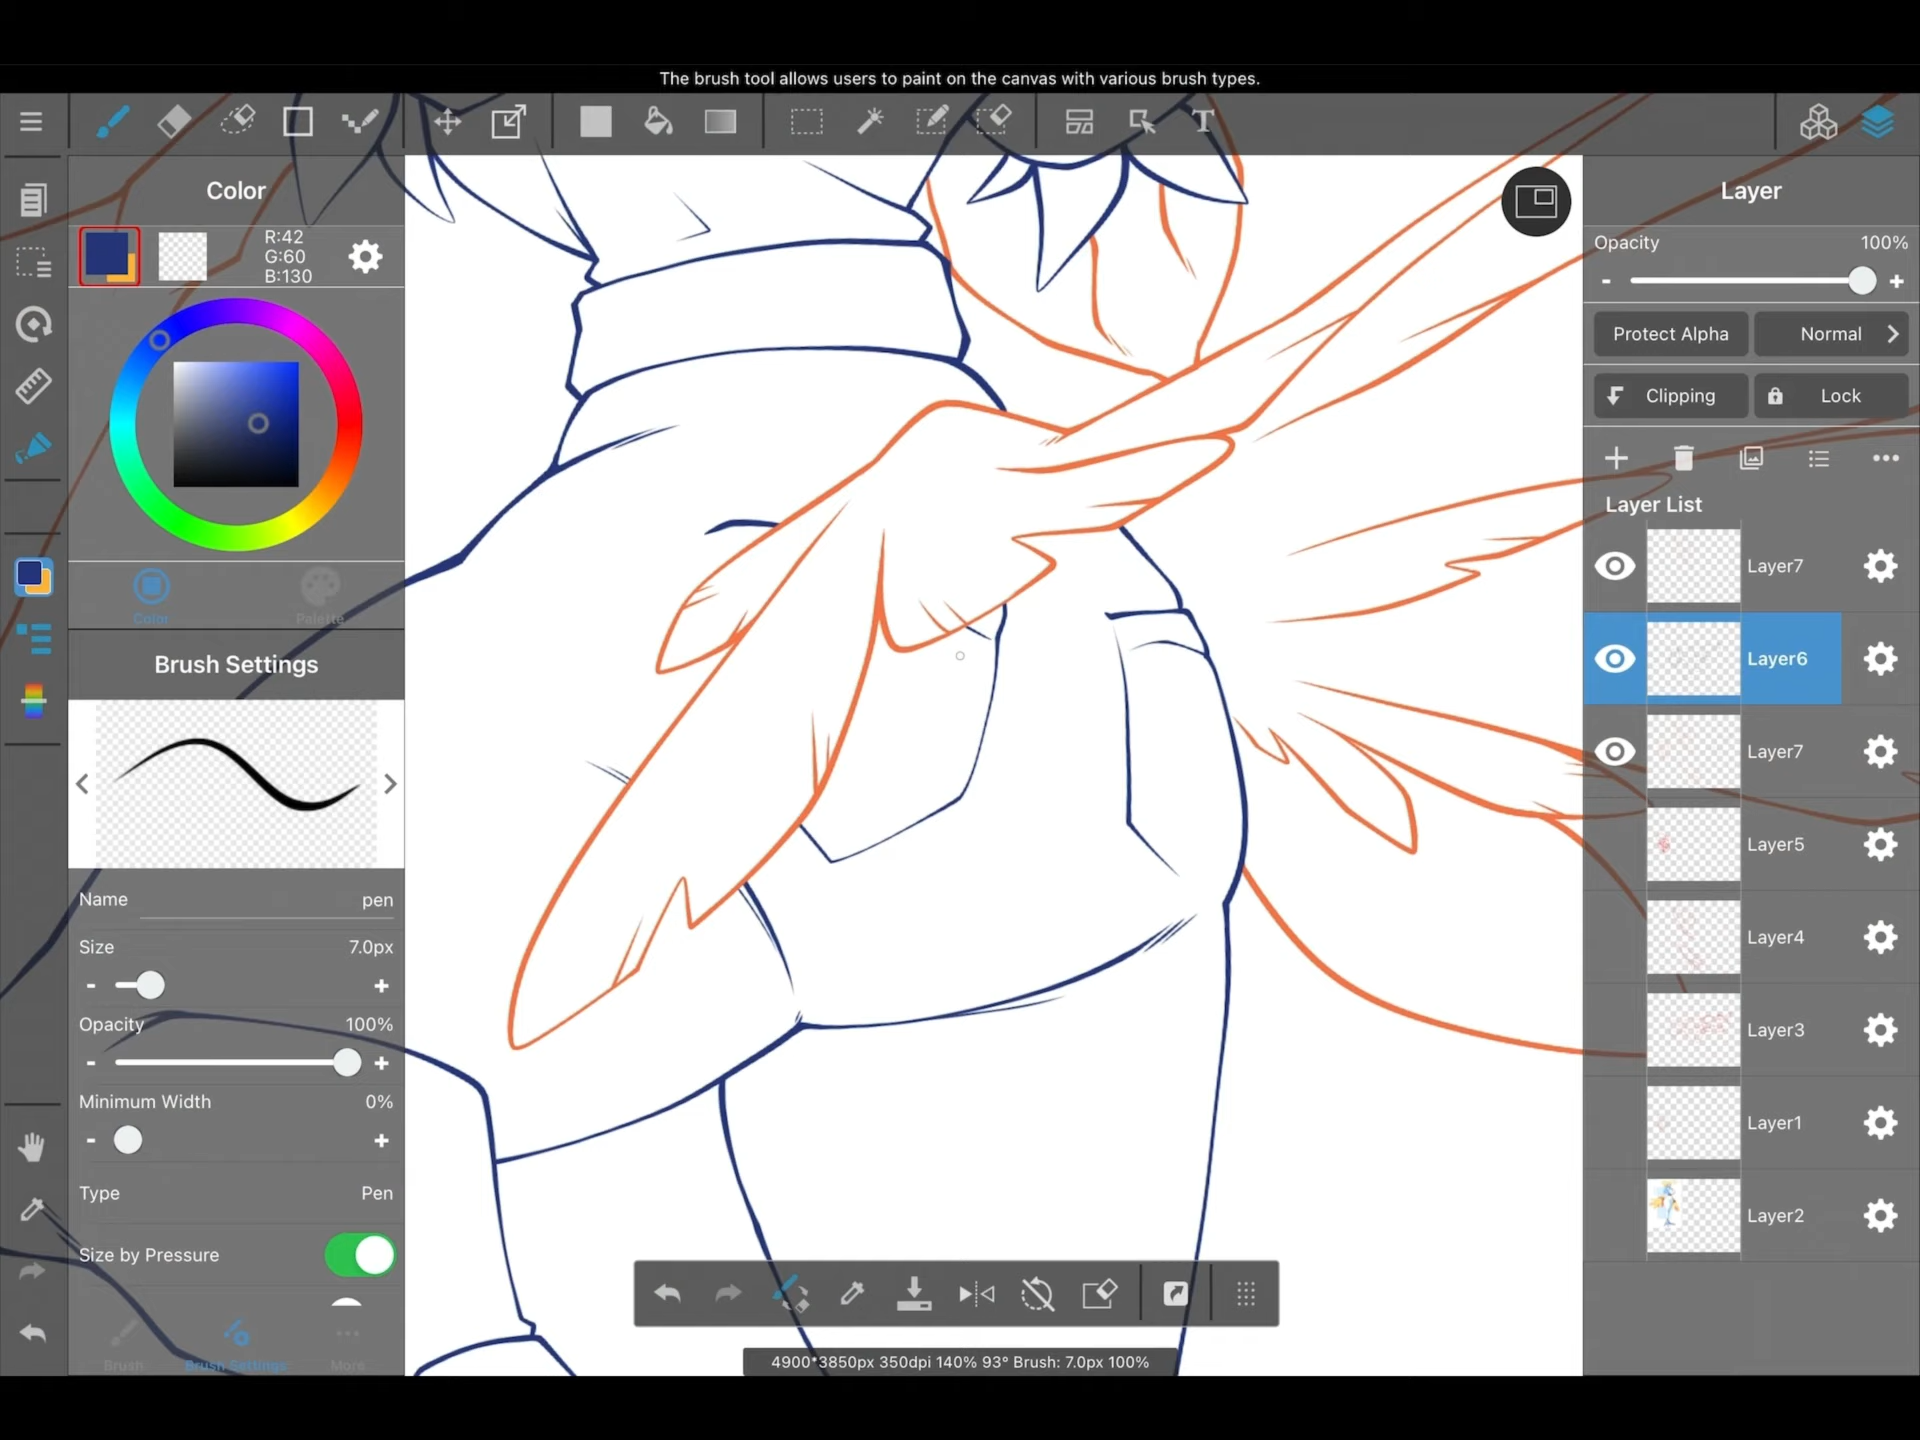 The brush tool allows users to paint on the canvas with various brush types.
T
Color
R:42
G:60
B:130
Color
Palette
Brush Settings
Name pen
Size 7.0px
- +
Opacity 100%
- +
Minimum Width 0%
- +
Type Pen
Size by Pressure
Brush
Brush Settings
More
4900*3850px 350dpi 140% 93° Brush: 7.0px 100%
Layer
Opacity 100%
- +
Protect Alpha
Normal
Clipping
Lock
Layer List
Layer7
Layer6
Layer7
Layer5
Layer4
Layer3
Layer1
Layer2